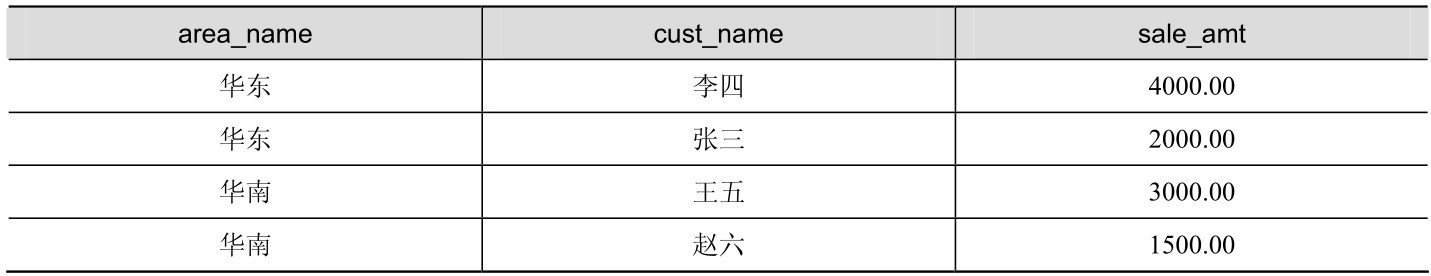 area_name cust_name sale_amt
华东 李四 4000.00
华东 张三 2000.00
华南 王五 3000.00
华南 赵六 1500.00